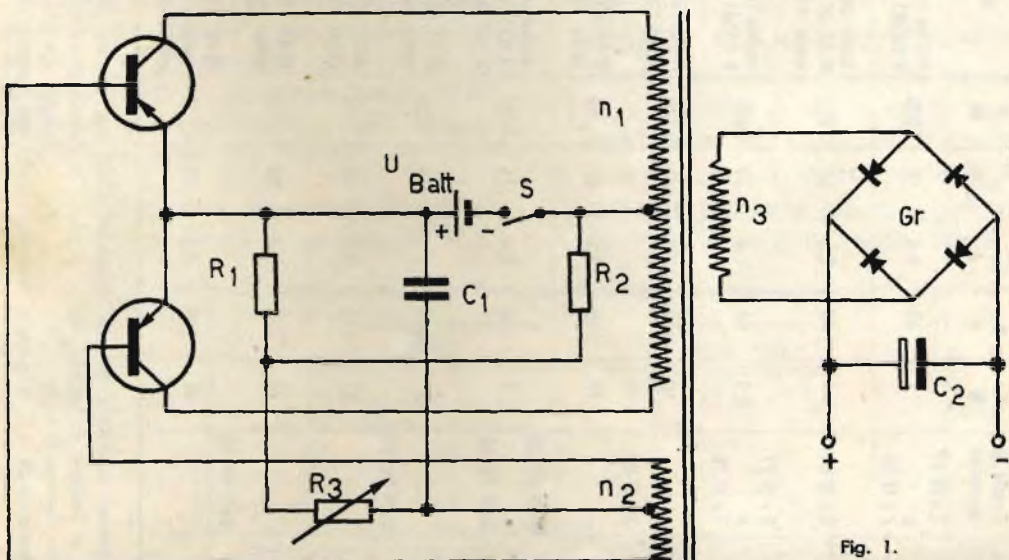 n1
U
Batt
S
+
-
n3
Gr
R1
C1
R2
C2
R3
n2
+
-
Fig. 1.